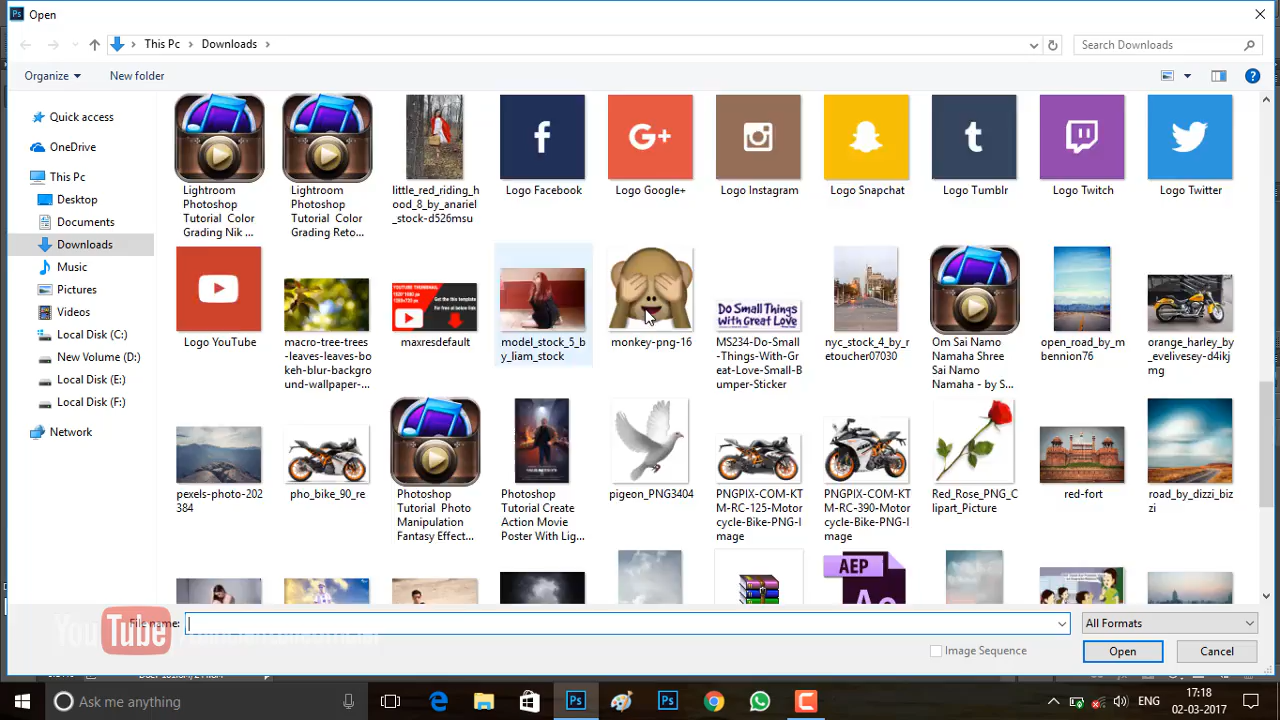 Open
This Pc
Downloads
Search Downloads
Organize
New folder
Quick access
OneDrive
This Pc
Desktop
Documents
Downloads
Music
Pictures
Videos
Local Disk (C:)
New Volume (D:)
Local Disk (E:)
Local Disk (F:)
Network
Lightroom
Photoshop
Tutorial Color
Grading Nik ...
Lightroom
Photoshop
Tutorial Color
Grading Reto...
little_red_riding_h
ood_8_by_anariel
_stock-d526msu
Logo Facebook
Logo Google+
Logo Instagram
Logo Snapchat
Logo Tumblr
Logo Twitch
Logo Twitter
Logo YouTube
macro-tree-trees
-leaves-leaves-bo
keh-blur-backgro
und-wallpaper-...
maxresdefault
model_stock_5_b
y_liam_stock
monkey-png-16
Do Small Things
With Great Love
MS234-Do-Small
-Things-With-Gr
eat-Love-Small-B
umper-Sticker
nyc_stock_4_by_r
etoucher07030
Om Sai Namo
Namaha Shree
Sai Namo
Namaha - by S...
open_road_by_m
bennion76
orange_harley_by
_evelivesey-d4ikj
mg
pexels-photo-202
384
pho_bike_90_re
Photoshop
Tutorial Photo
Manipulation
Fantasy Effect...
Photoshop
Tutorial Create
Action Movie
Poster With Lig...
pigeon_PNG3404
PNGPIX-COM-KT
M-RC-125-Motor
cycle-Bike-PNG-I
mage
PNGPIX-COM-KT
M-RC-390-Motor
cycle-Bike-PNG-I
mage
Red_Rose_PNG_C
lipart_Picture
red-fort
road_by_dizzi_biz
zi
AEP
Ae
YouTube
File name:
All Formats
Image Sequence
Open
Cancel
Ask me anything
ENG
17:18
02-03-2017